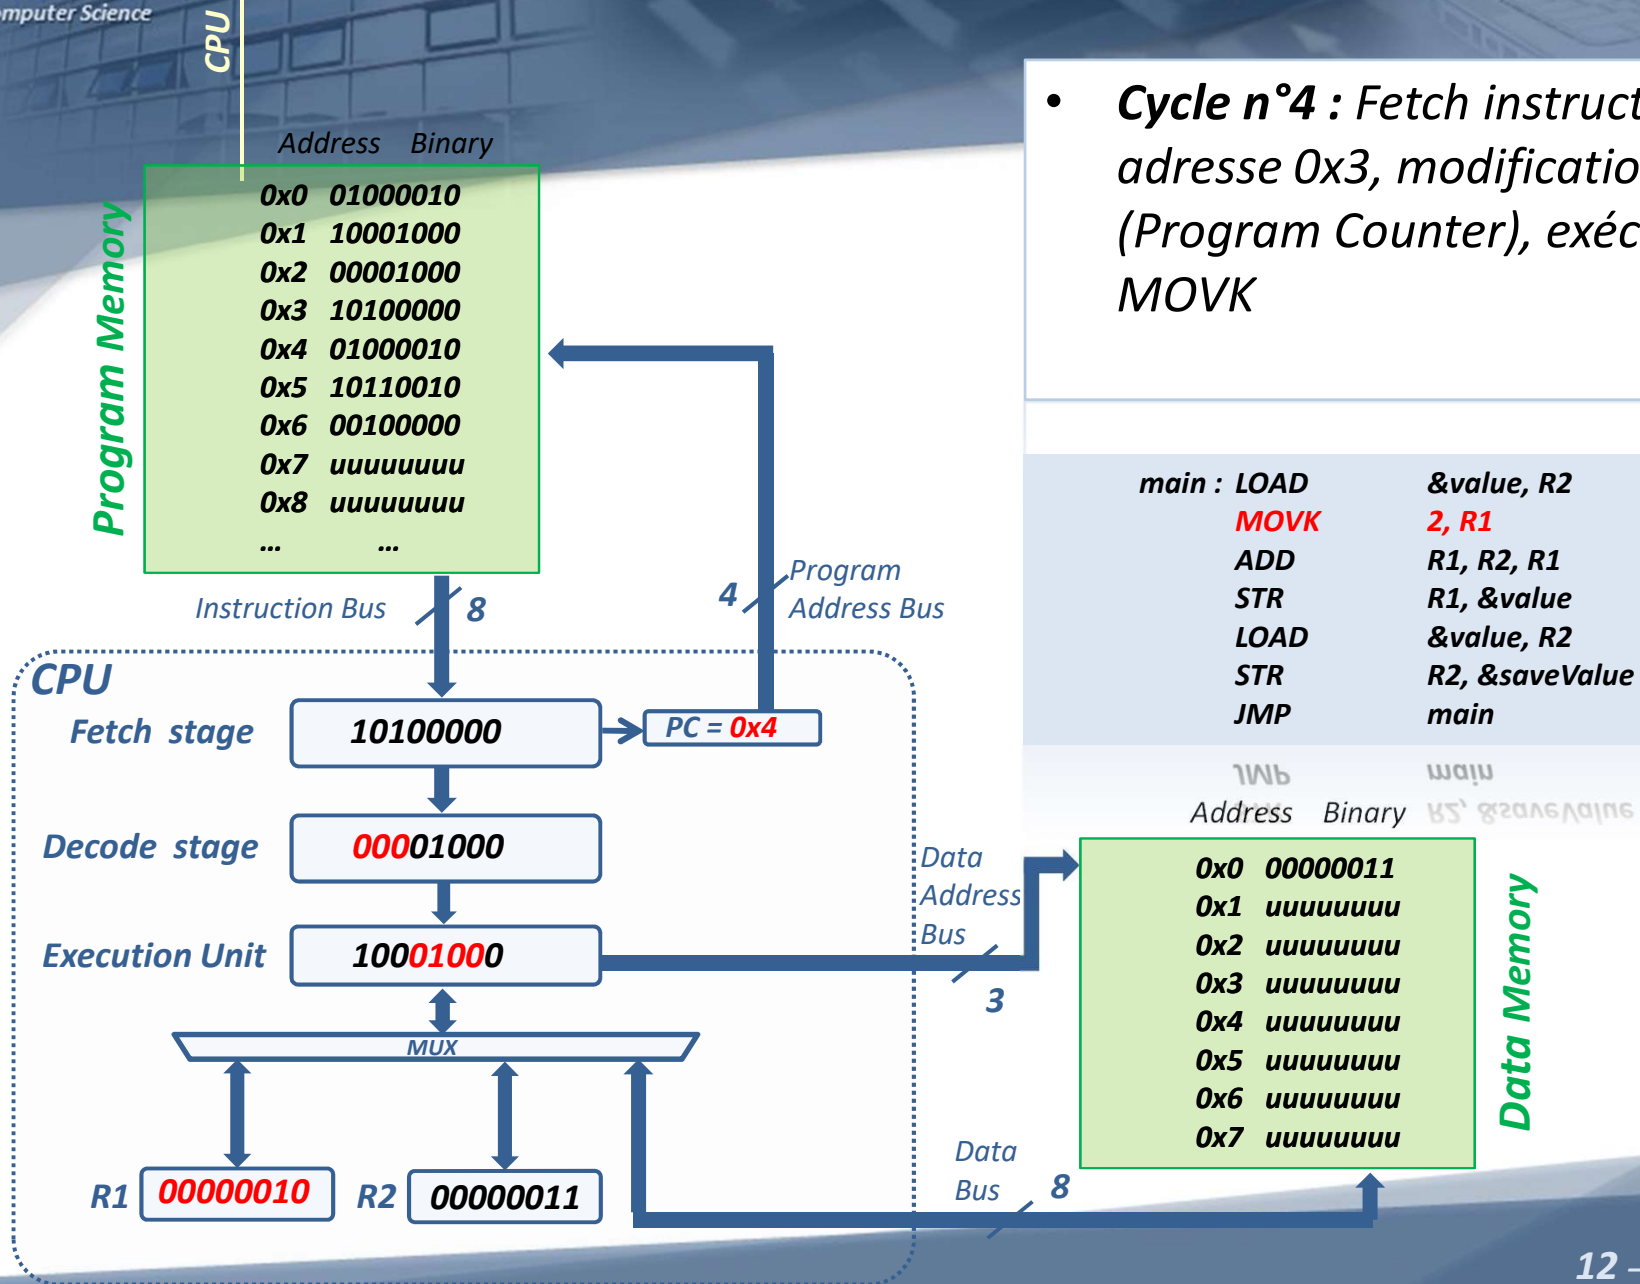 CPU
Address Binary
0x0 01000010
0x1 10001000
0x2 00001000
0x3 10100000
0x4 01000010
0x5 10110010
0x6 00100000
0x7 uuuuuuuu
0x8 uuuuuuuu
... ...
Program Memory
• Cycle n°4 : Fetch
adresse 0x3,
(Program Counter),
MOVK
Instruction Bus 8
4 Program
Address Bus
main : LOAD &value, R2
MOVK 2, R1
ADD R1, R2, R1
STR R1, &value
LOAD &value, R2
STR R2, &saveValue
JMP main
JMP main
R2, &saveValue
CPU
Fetch stage 10100000 PC = 0x4
Decode stage 00001000
Execution Unit 10001000
MUX
R1 00000010 R2 00000011
Data
Address
Bus
3
Data
Bus 8
Address Binary
0x0 00000011
0x1 uuuuuuuu
0x2 uuuuuuuu
0x3 uuuuuuuu
0x4 uuuuuuuu
0x5 uuuuuuuu
0x6 uuuuuuuu
0x7 uuuuuuuu
Data Memory
12 –